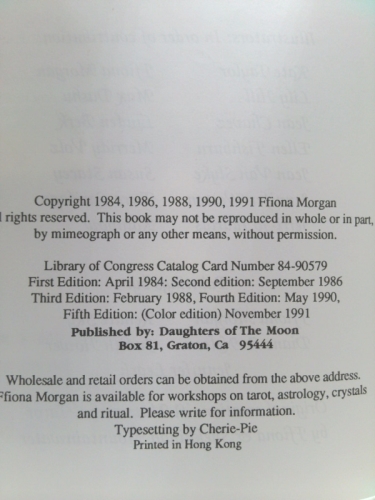 Copyright 1984, 1986, 1988, 1990, 1991 Ffiona Morgan
l rights reserved. This book may not be reproduced in whole or in part,
by mimeograph or any other means, without permission.
Library of Congress Catalog Card Number 84-90579
First Edition: April 1984: Second edition: September 1986
Third Edition: February 1988, Fourth Edition: May 1990,
Fifth Edition: (Color edition) November 1991
Published by: Daughters of The Moon
Box 81, Graton, Ca 95444
Wholesale and retail orders can be obtained from the above address.
Ffiona Morgan is available for workshops on tarot, astrology, crystals
and ritual. Please write for information.
Typesetting by Cherie-Pie
Printed in Hong Kong